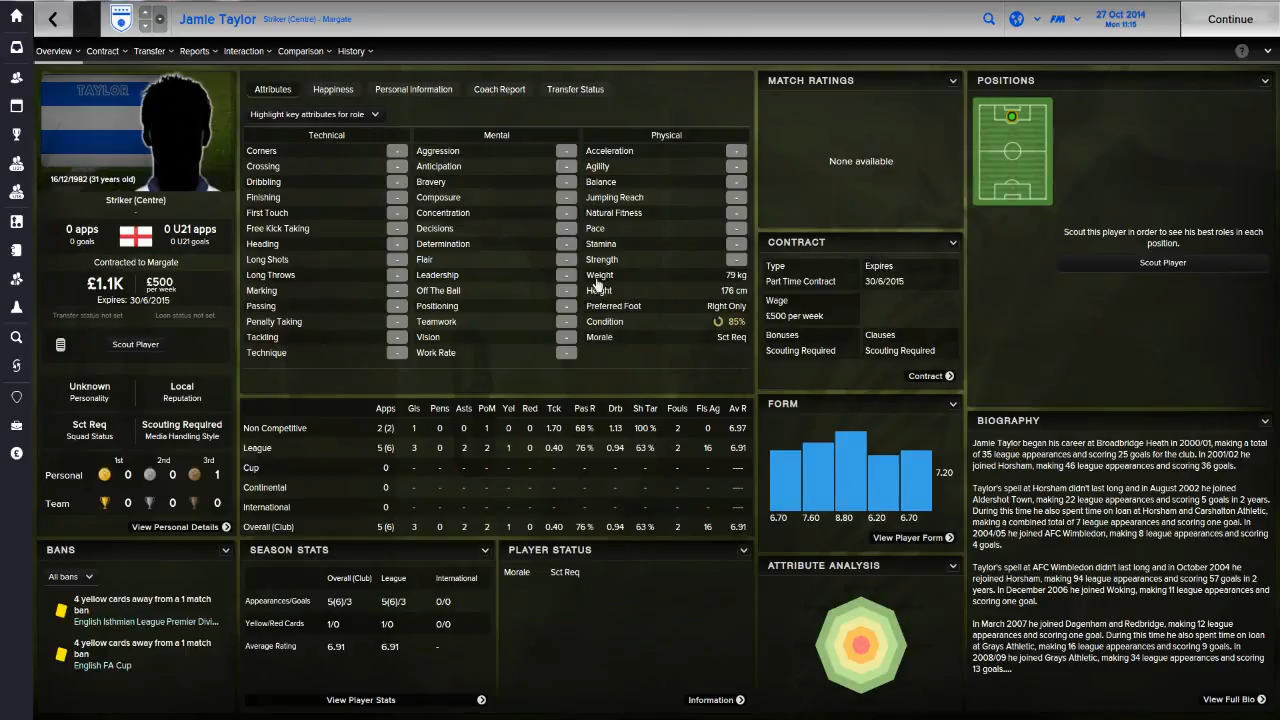 Jamie Taylor
Striker (Centre) - Margate
27 Oct 2014
Mon 11:15
FM
Continue
Overview
Contract
Transfer
Reports
Interaction
Comparison
History
?
TAYLOR
16/12/1982 (31 years old)
Striker (Centre)
-
0 apps
0 goals
0 U21 apps
0 U21 goals
Contracted to Margate
£1.1K
£500
per week
Expires: 30/6/2015
Transfer status not set
Loan status not set
Scout Player
Unknown
Personality
Local
Reputation
Sct Req
Squad Status
Scouting Required
Media Handling Style
1st 2nd 3rd
Personal 0 0 1
Team 0 0 0
View Personal Details
BANS
All bans
4 yellow cards away from a 1 match
ban
English Isthmian League Premier Divi...
4 yellow cards away from a 1 match
ban
English FA Cup
Attributes
Happiness
Personal Information
Coach Report
Transfer Status
Highlight key attributes for role
Technical Mental Physical
Corners - Aggression - Acceleration -
Crossing - Anticipation - Agility -
Dribbling - Bravery - Balance -
Finishing - Composure - Jumping Reach -
First Touch - Concentration - Natural Fitness -
Free Kick Taking - Decisions - Pace -
Heading - Determination - Stamina -
Long Shots - Flair - Strength -
Long Throws - Leadership - Weight 79 kg
Marking - Off The Ball - Height 176 cm
Passing - Positioning - Preferred Foot Right Only
Penalty Taking - Teamwork - Condition 85%
Tackling - Vision - Morale Sct Req
Technique - Work Rate -
Apps Gls Pens Asts PoM Yel Red Tck Pas R Drb Sh Tar Fouls Fls Ag Av R
Non Competitive 2 (2) 1 0 0 1 0 0 1.70 68 % 1.13 100 % 2 0 6.97
League 5 (6) 3 0 2 2 1 0 0.40 76 % 0.94 63 % 2 16 6.91
Cup 0 - - - - - - - - - - - - ----
Continental 0 - - - - - - - - - - - - ----
International 0 - - - - - - - - - - - - ----
Overall (Club) 5 (6) 3 0 2 2 1 0 0.40 76 % 0.94 63 % 2 16 6.91
SEASON STATS
Overall (Club) League International
Appearances/Goals 5(6)/3 5(6)/3 0/0
Yellow/Red Cards 1/0 1/0 0/0
Average Rating 6.91 6.91 -
View Player Stats
PLAYER STATUS
Morale Sct Req
Information
MATCH RATINGS
None available
CONTRACT
Type Expires
Part Time Contract 30/6/2015
Wage
£500 per week
Bonuses Clauses
Scouting Required Scouting Required
Contract
FORM
7.20
6.70 7.60 8.80 6.20 6.70
View Player Form
ATTRIBUTE ANALYSIS
POSITIONS
Scout this player in order to see his best roles in each
position.
Scout Player
BIOGRAPHY
Jamie Taylor began his career at Broadbridge Heath in 2000/01, making a total
of 35 league appearances and scoring 25 goals for the club. In 2001/02 he
joined Horsham, making 46 league appearances and scoring 36 goals.
Taylor's spell at Horsham didn't last long and in August 2002 he joined
Aldershot Town, making 22 league appearances and scoring 5 goals in 2 years.
During this time he also spent time on loan at Horsham and Carshalton Athletic,
making a combined total of 7 league appearances and scoring one goal. In
2004/05 he joined AFC Wimbledon, making 8 league appearances and scoring
4 goals.
Taylor's spell at AFC Wimbledon didn't last long and in October 2004 he
rejoined Horsham, making 94 league appearances and scoring 57 goals in 2
years. In December 2006 he joined Woking, making 11 league appearances and
scoring one goal.
In March 2007 he joined Dagenham and Redbridge, making 12 league
appearances and scoring one goal. During this time he also spent time on loan
at Grays Athletic, making 16 league appearances and scoring 9 goals. In
2008/09 he joined Grays Athletic, making 34 league appearances and scoring
13 goals....
View Full Bio